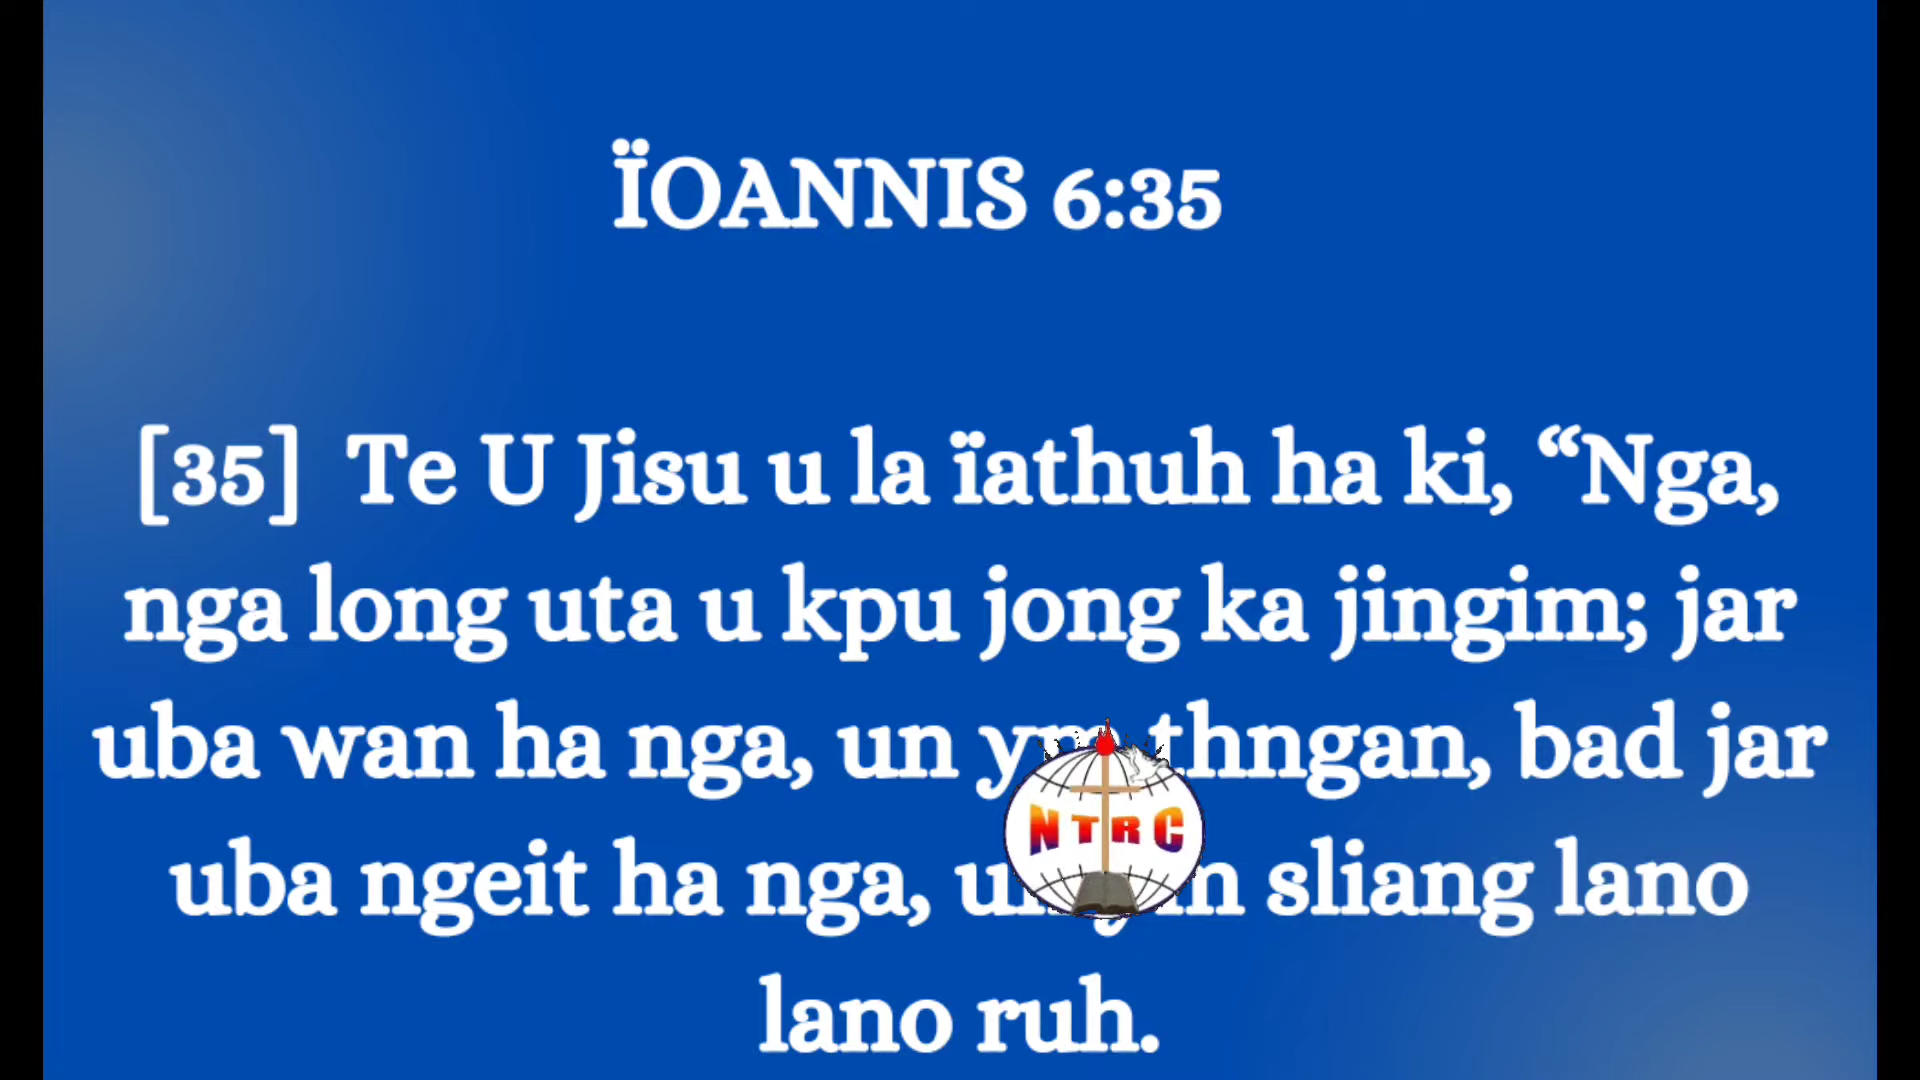 ÏOANNIS 6:35
[35] Te U Jisu u la ïathuh ha ki, “Nga,
nga long uta u kpu jong ka jingim; jar
uba wan ha nga, un thngan, bad jar
uba ngeit ha nga, sliang lano
lano ruh.
NTRC